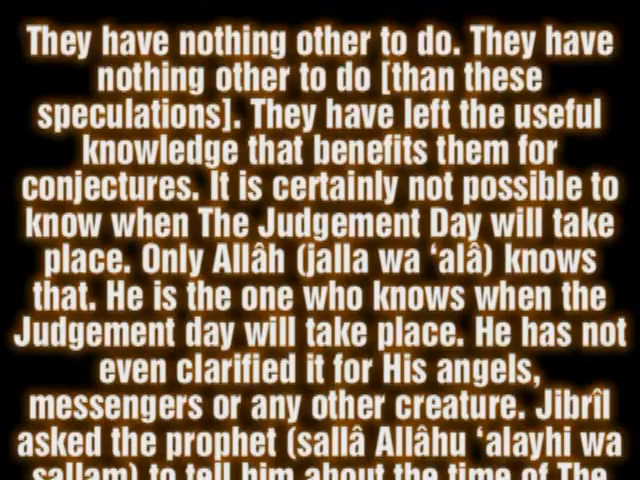 They have nothing other to do. They have
nothing other to do [than these
speculations]. They have left the useful
knowledge that benefits them for
conjectures. It is certainly not possible to
know when The Judgement Day will take
place. Only Allâh (jalla wa ‘alâ) knows
that. He is the one who knows when the
Judgement day will take place. He has not
even clarified it for His angels,
messengers or any other creature. Jibrîl
asked the prophet (sallâ Allâhu ‘alayhi wa
sallam) to tell him about the time of The